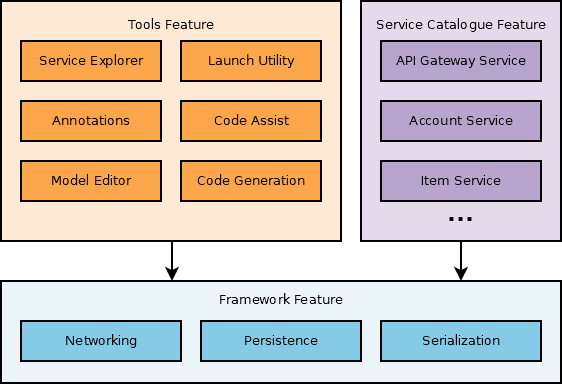 Tools Feature
Service Explorer
Launch Utility
Annotations
Code Assist
Model Editor
Code Generation
Service Catalogue Feature
API Gateway Service
Account Service
Item Service
...
Framework Feature
Networking
Persistence
Serialization